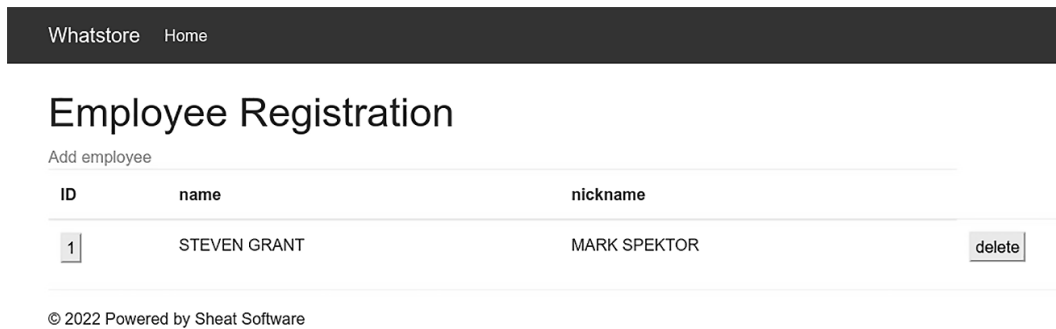 Whatstore Home
Employee Registration
Add employee
ID name nickname
1 STEVEN GRANT MARK SPEKTOR delete
© 2022 Powered by Sheat Software